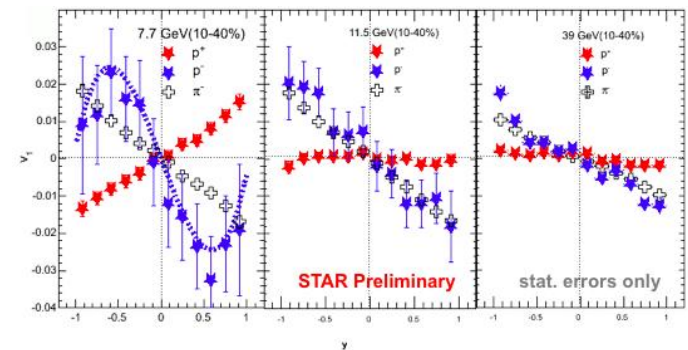 7.7 GeV(10-40%)
p+
p-
π-
11.5 GeV(10-40%)
p+
p-
π-
39 GeV(10-40%)
p+
p-
π-
0.03
0.02
0.01
0
-0.01
-0.02
-0.03
-0.04
v1
STAR Preliminary
stat. errors only
-1 -0.5 0 0.5 1
-1 -0.5 0 0.5 1
-1 -0.5 0 0.5 1
y